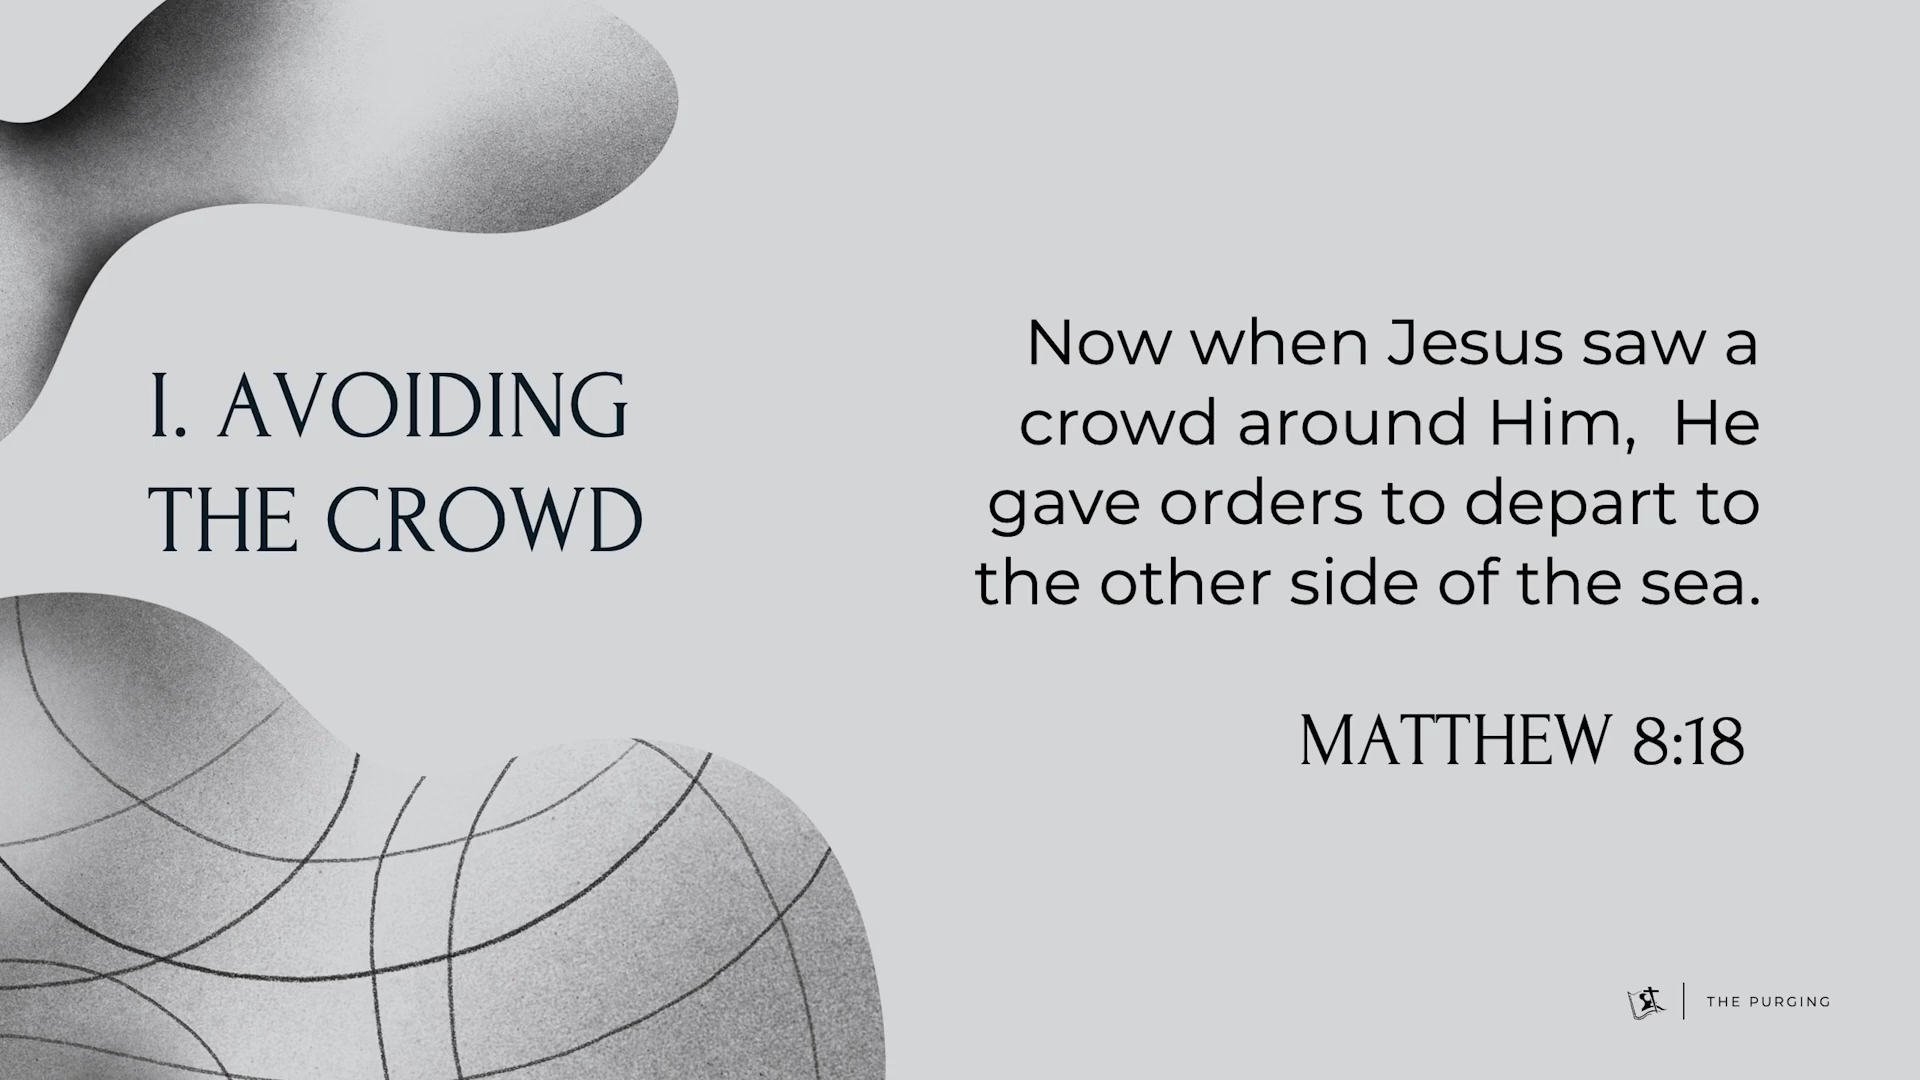 I. AVOIDING
THE CROWD
Now when Jesus saw a
crowd around Him,  He
gave orders to depart to
the other side of the sea.
MATTHEW 8:18
THE PURGING